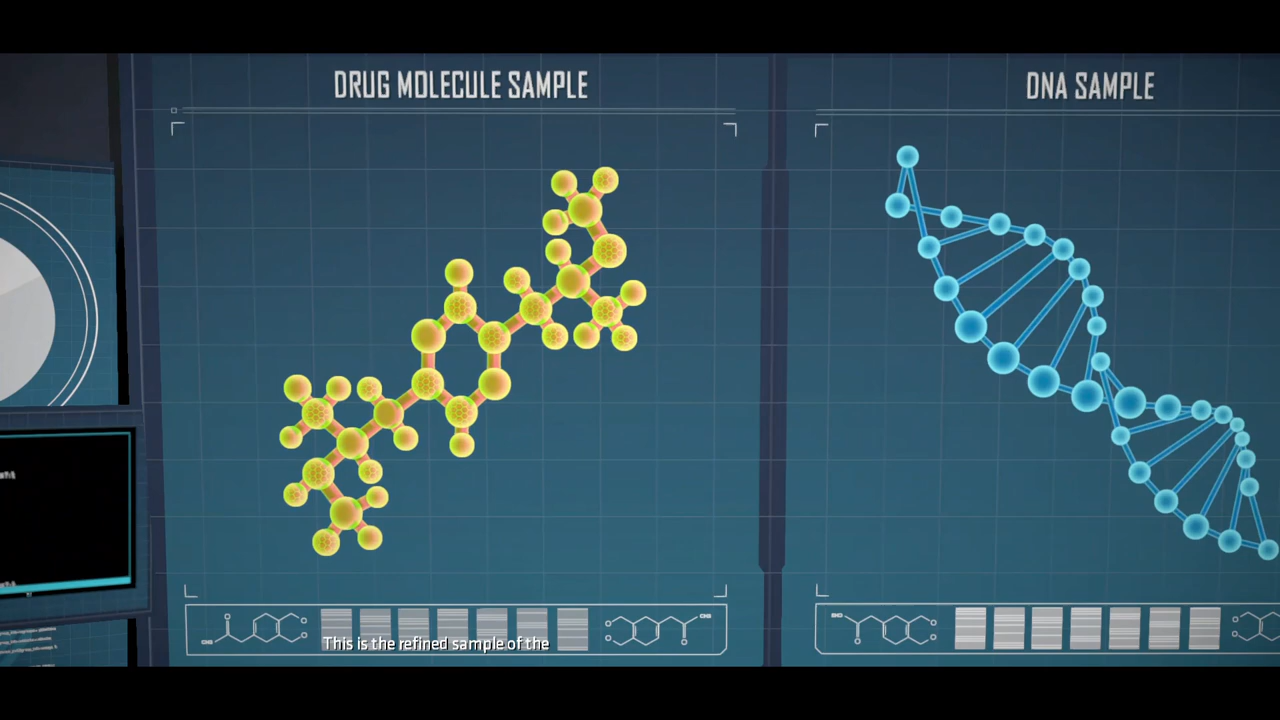 DRUG MOLECULE SAMPLE
DNA SAMPLE
This is the refined sample of the